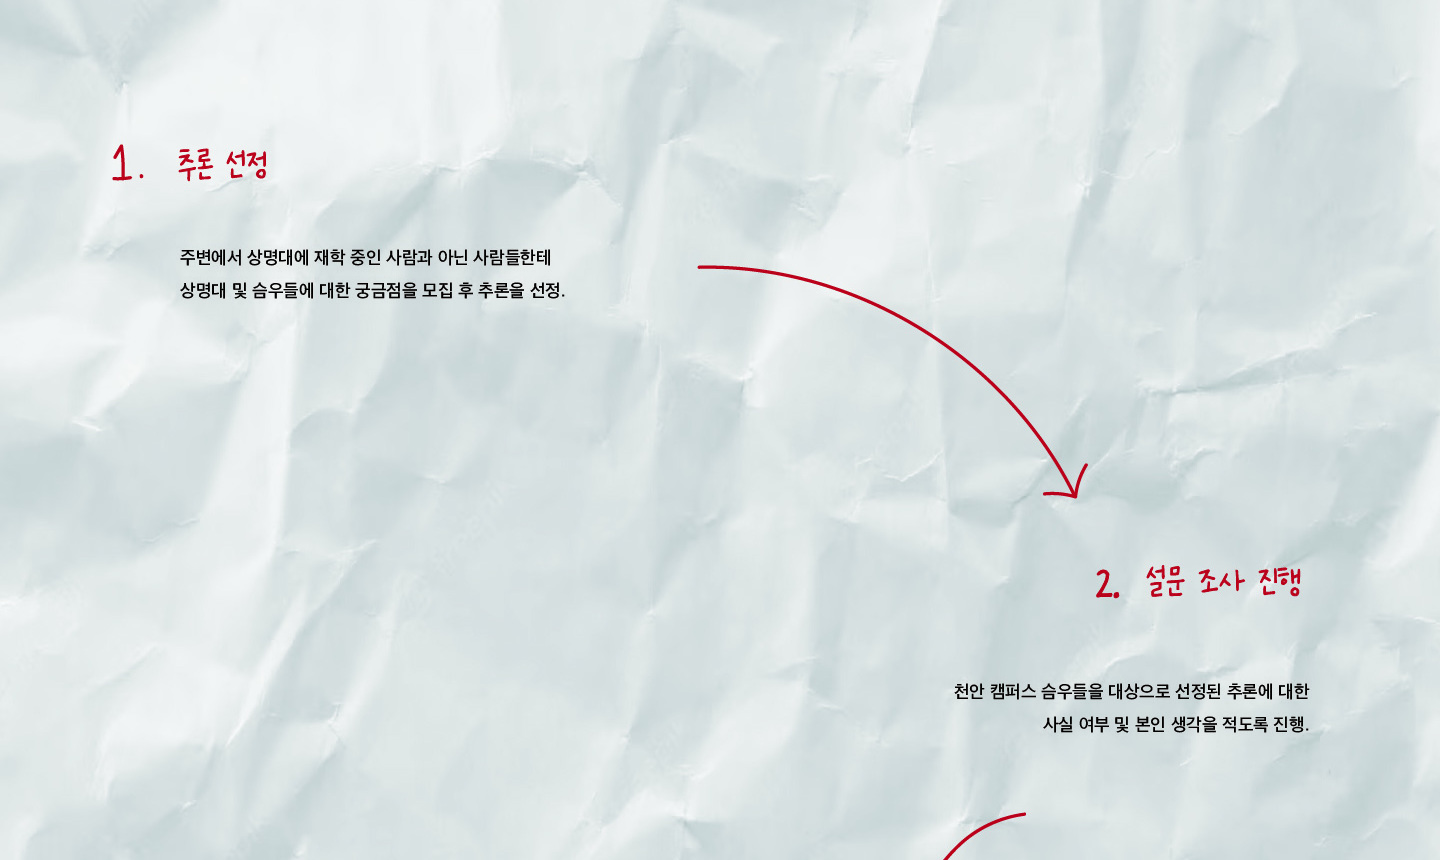 1. 추론 선정
주변에서 상명대에 재학 중인 사람과 아닌 사람들한테
상명대 및 슴우들에 대한 궁금점을 모집 후 추론을 선정.
2. 설문 조사 진행
천안 캠퍼스 슴우들을 대상으로 선정된 추론에 대한
사실 여부 및 본인 생각을 적도록 진행.